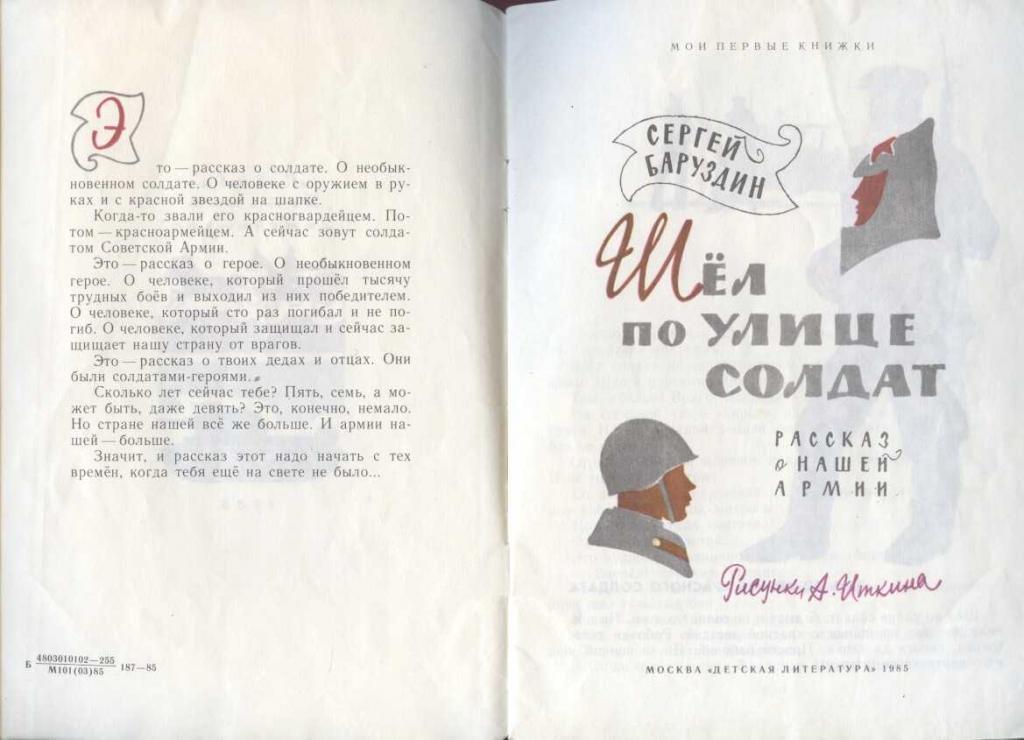 Это — рассказ о солдате. О необык-
новенном солдате. О человеке с оружием в ру-
ках и с красной звездой на шапке.
Когда-то звали его красногвардейцем. По-
том — красноармейцем. А сейчас зовут солда-
том Советской Армии.
Это — рассказ о герое. О необыкновенном
герое. О человеке, который прошёл тысячу
трудных боёв и выходил из них победителем.
О человеке, который сто раз погибал и не по-
гиб. О человеке, который защищал и сейчас за-
щищает нашу страну от врагов.
Это — рассказ о твоих дедах и отцах. Они
были солдатами-героями.
Сколько лет сейчас тебе? Пять, семь, а мо-
жет быть, даже девять? Это, конечно, немало.
Но стране нашей всё же больше. И армии на-
шей — больше.
Значит, и рассказ этот надо начать с тех
времён, когда тебя ещё на свете не было...
Б 4803010102—255 187—85
М101(03)85
МОИ ПЕРВЫЕ КНИЖКИ
СЕРГЕЙ
БАРУЗДИН
Шёл
по УЛИЦЕ
СОЛДАТ
РАССКАЗ
о НАШЕЙ
АРМИИ
Рисунки А. Иткина
МОСКВА «ДЕТСКАЯ ЛИТЕРАТУРА» 1985